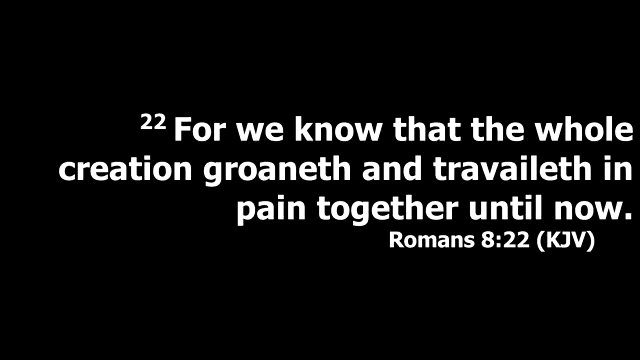 22 For we know that the whole
creation groaneth and travaileth in
pain together until now.
Romans 8:22 (KJV)